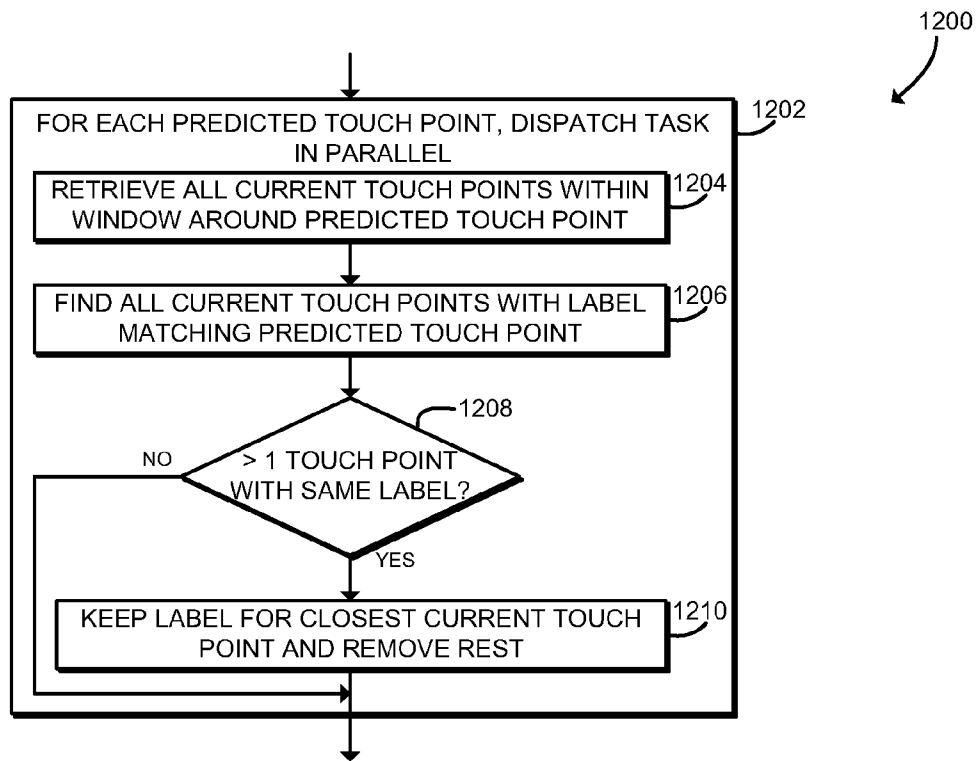 1200
FOR EACH PREDICTED TOUCH POINT, DISPATCH TASK
IN PARALLEL
1202
RETRIEVE ALL CURRENT TOUCH POINTS WITHIN
WINDOW AROUND PREDICTED TOUCH POINT
1204
FIND ALL CURRENT TOUCH POINTS WITH LABEL
MATCHING PREDICTED TOUCH POINT
1206
1208
> 1 TOUCH POINT
WITH SAME LABEL?
NO
YES
KEEP LABEL FOR CLOSEST CURRENT TOUCH
POINT AND REMOVE REST
1210